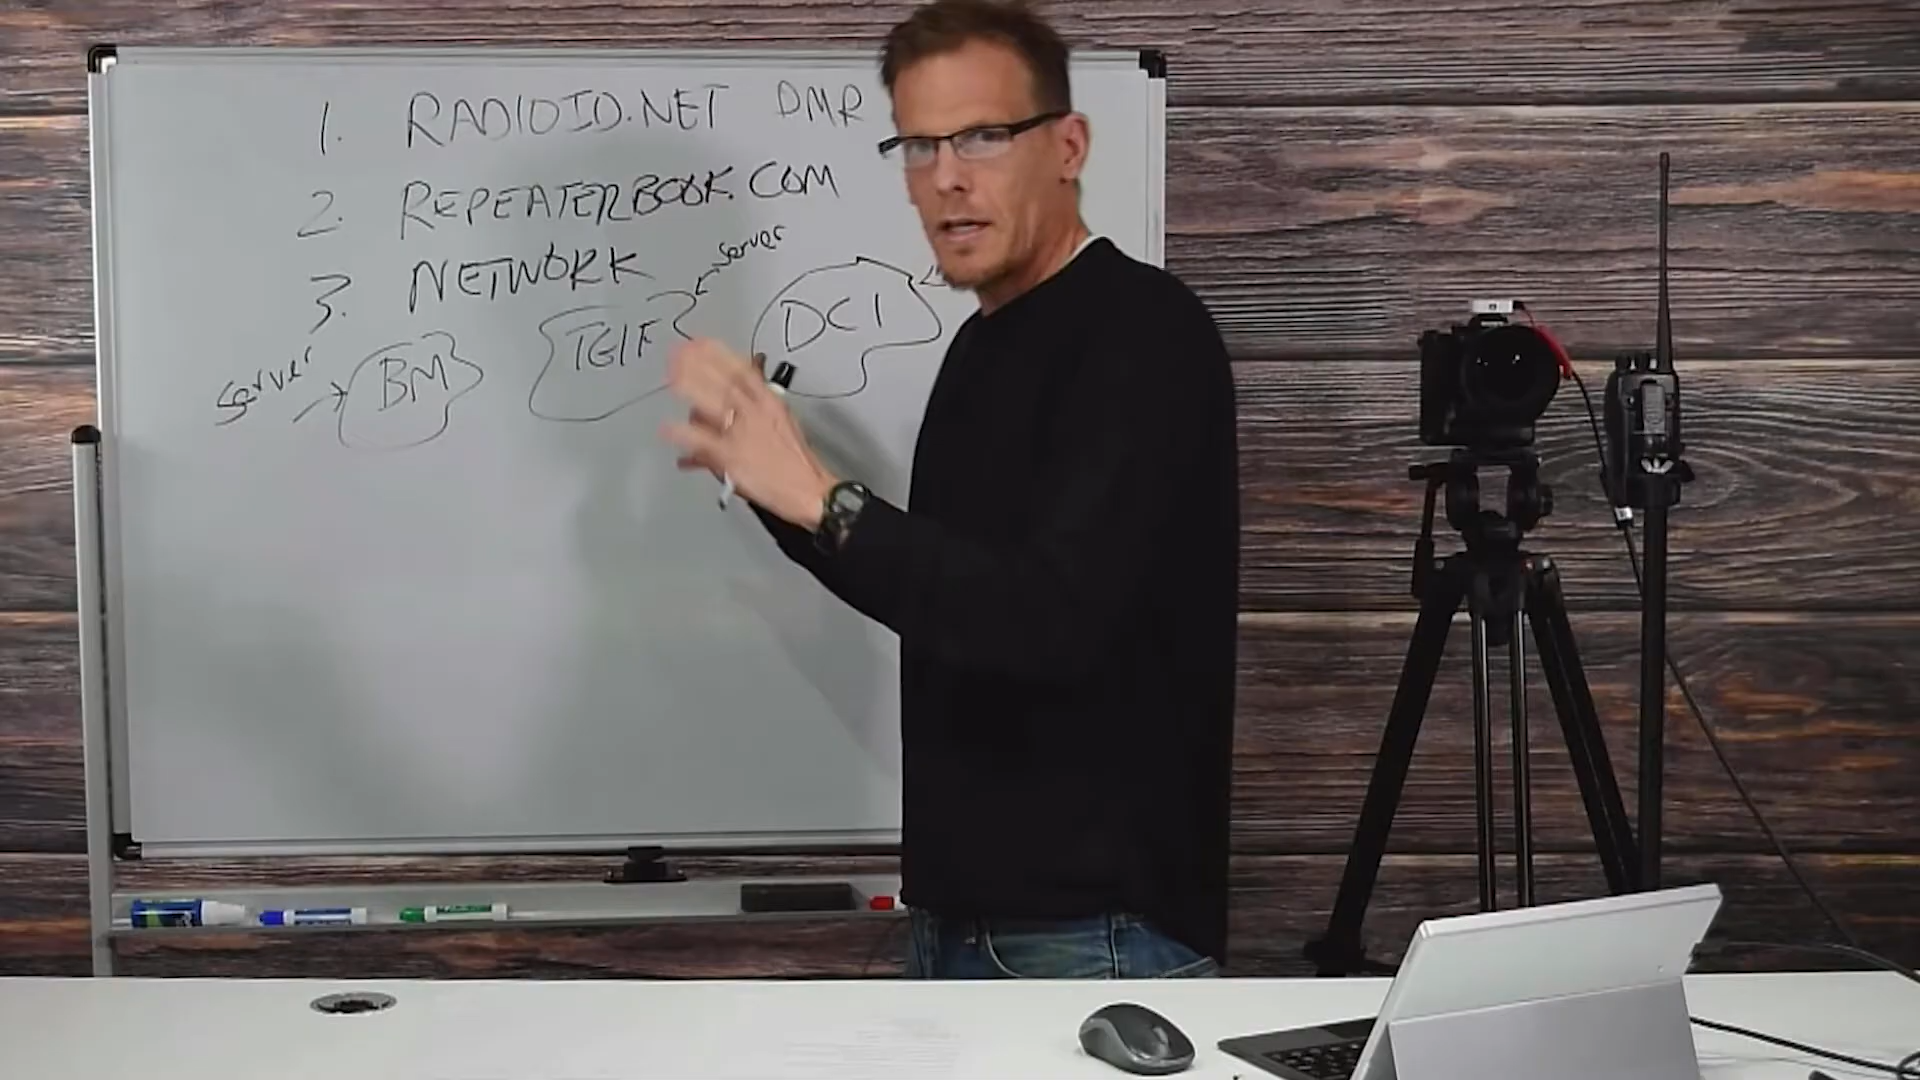 1. RADIOID.NET DMR
2. REPEATERBOOK.COM
3. NETWORK
server
server
BM
TGIF
DCI